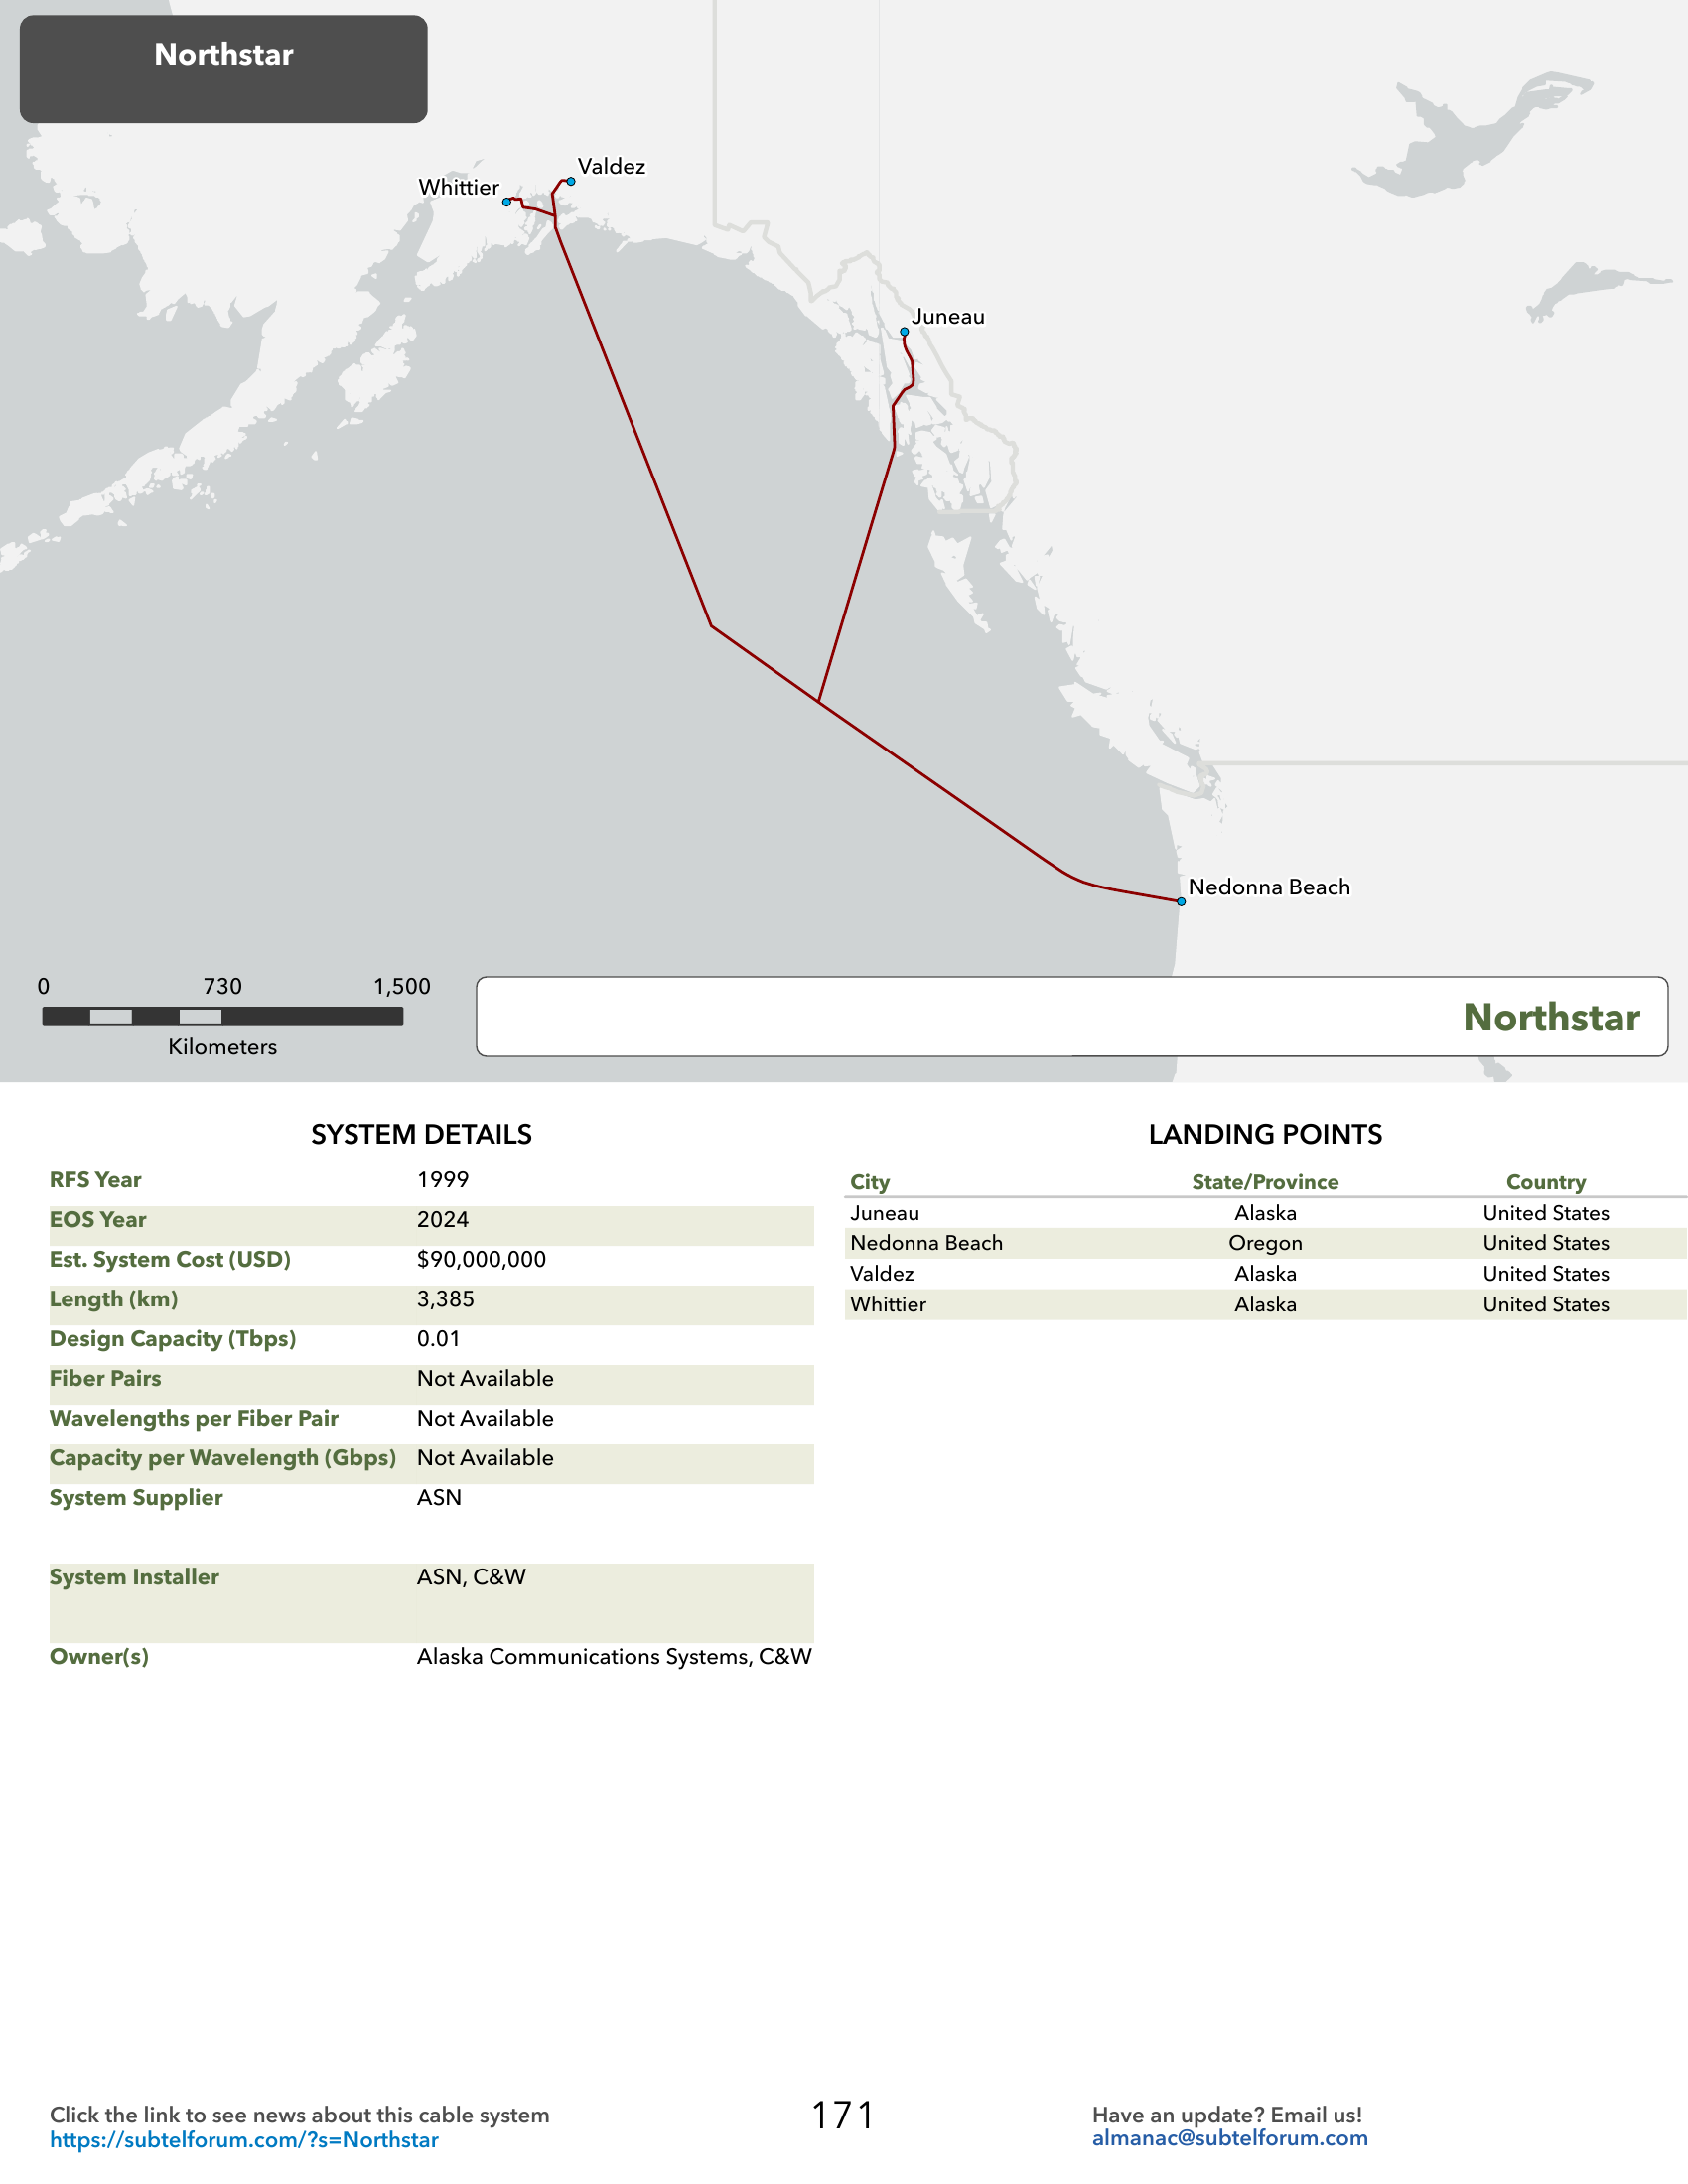 Northstar
Valdez
Whittier
Juneau
Nedonna Beach
0 730 1,500
Kilometers
Northstar
SYSTEM DETAILS
RFS Year 1999
EOS Year 2024
Est. System Cost (USD) $90,000,000
Length (km) 3,385
Design Capacity (Tbps) 0.01
Fiber Pairs Not Available
Wavelengths per Fiber Pair Not Available
Capacity per Wavelength (Gbps) Not Available
System Supplier ASN
System Installer ASN, C&W
Owner(s) Alaska Communications Systems, C&W
LANDING POINTS
City State/Province Country
Juneau Alaska United States
Nedonna Beach Oregon United States
Valdez Alaska United States
Whittier Alaska United States
Click the link to see news about this cable system
https://subtelforum.com/?s=Northstar
171
Have an update? Email us!
almanac@subtelforum.com